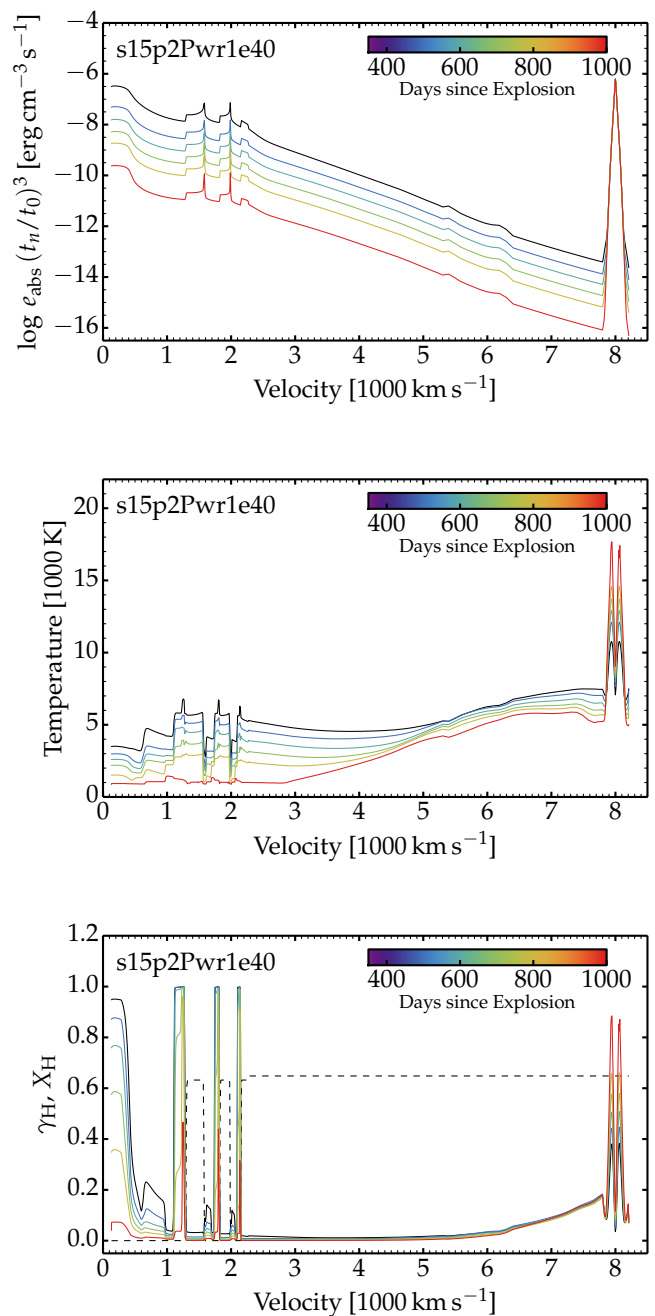 −4
−6
−8
−10
−12
−14
−16
log e_abs (t_n/t_0)^3 [erg cm^−3 s^−1]
s15p2Pwr1e40
400 600 800 1000
Days since Explosion
0 1 2 3 4 5 6 7 8
Velocity [1000 km s^−1]
20
15
10
5
0
Temperature [1000 K]
s15p2Pwr1e40
400 600 800 1000
Days since Explosion
0 1 2 3 4 5 6 7 8
Velocity [1000 km s^−1]
1.2
1.0
0.8
0.6
0.4
0.2
0.0
γ_H, X_H
s15p2Pwr1e40
400 600 800 1000
Days since Explosion
0 1 2 3 4 5 6 7 8
Velocity [1000 km s^−1]